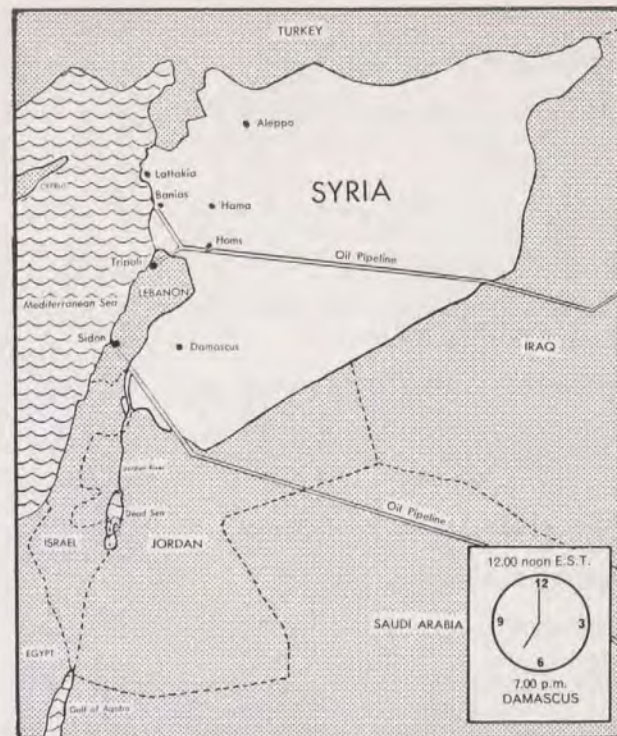 TURKEY
Aleppo
Lattakia
CYPRUS
Banias
SYRIA
Hama
Homs
Oil Pipeline
Tripoli
LEBANON
Mediterranean Sea
Sidon
Damascus
IRAQ
Jordan River
Oil Pipeline
Dead Sea
ISRAEL
JORDAN
12.00 noon E.S.T.
12
9
3
6
7.00 p.m.
DAMASCUS
SAUDI ARABIA
EGYPT
Gulf of Aqaba